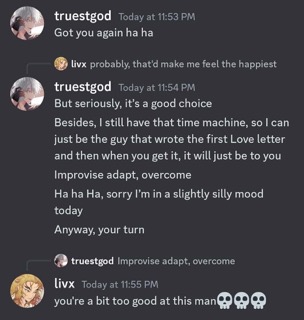 truestgod Today at 11:53 PM
Got you again ha ha
livx probably, that'd make me feel the happiest
truestgod Today at 11:54 PM
But seriously, it's a good choice
Besides, I still have that time machine, so I can
just be the guy that wrote the first Love letter
and then when you get it, it will just be to you
Improvise adapt, overcome
Ha ha Ha, sorry I'm in a slightly silly mood
today
Anyway, your turn
truestgod Improvise adapt, overcome
livx Today at 11:55 PM
you're a bit too good at this man💀💀💀